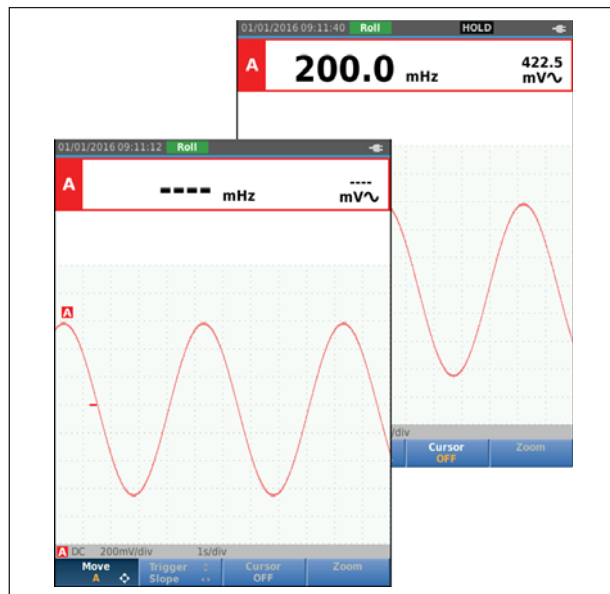 01/01/2016 09:11:40 Roll HOLD
A 200.0 mHz 422.5 mV∿
/div
Cursor OFF Zoom
01/01/2016 09:11:12 Roll
A ---- mHz ---- mV∿
A
A DC 200mV/div 1s/div
Move A Trigger Slope Cursor OFF Zoom